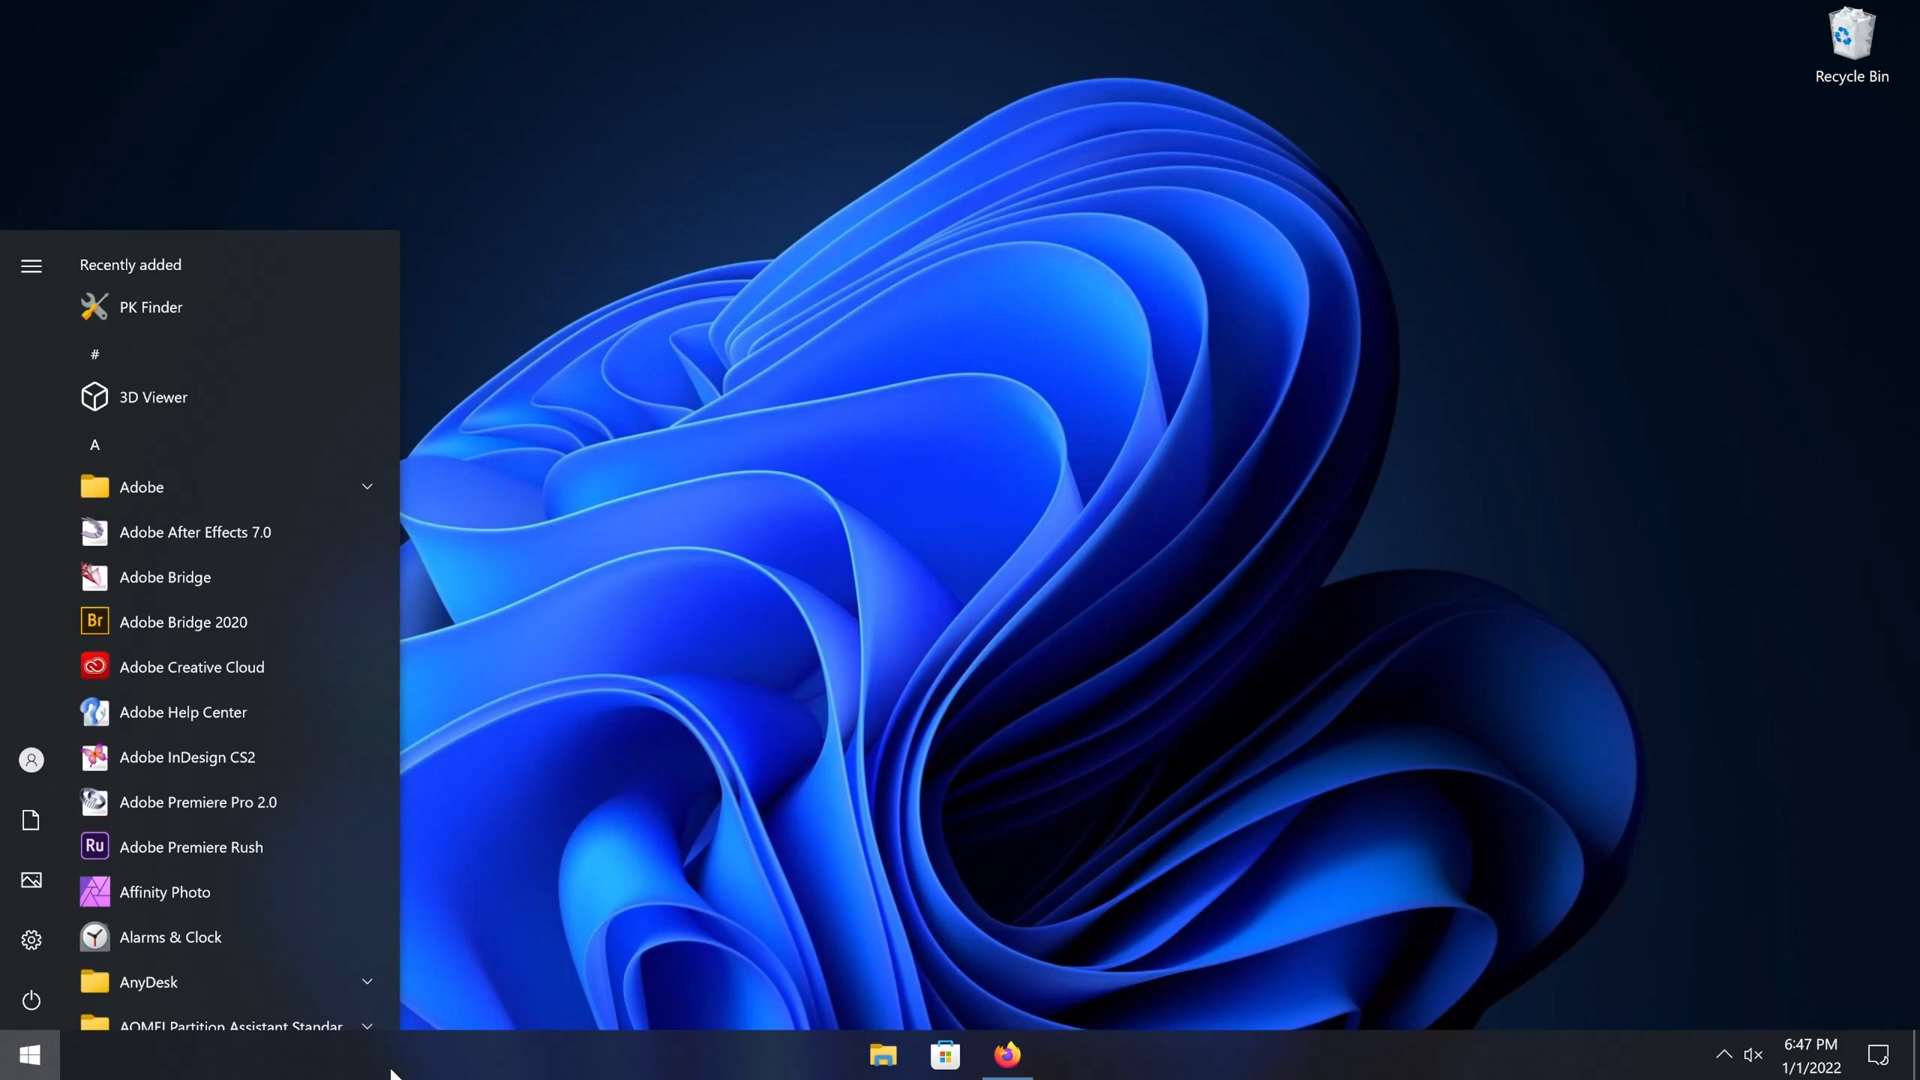 Recycle Bin
Recently added
PK Finder
#
3D Viewer
A
Adobe
Adobe After Effects 7.0
Adobe Bridge
Br
Adobe Bridge 2020
Adobe Creative Cloud
Adobe Help Center
Adobe InDesign CS2
Adobe Premiere Pro 2.0
Ru
Adobe Premiere Rush
Affinity Photo
Alarms & Clock
AnyDesk
AOMEI Partition Assistant Standar
6:47 PM
1/1/2022